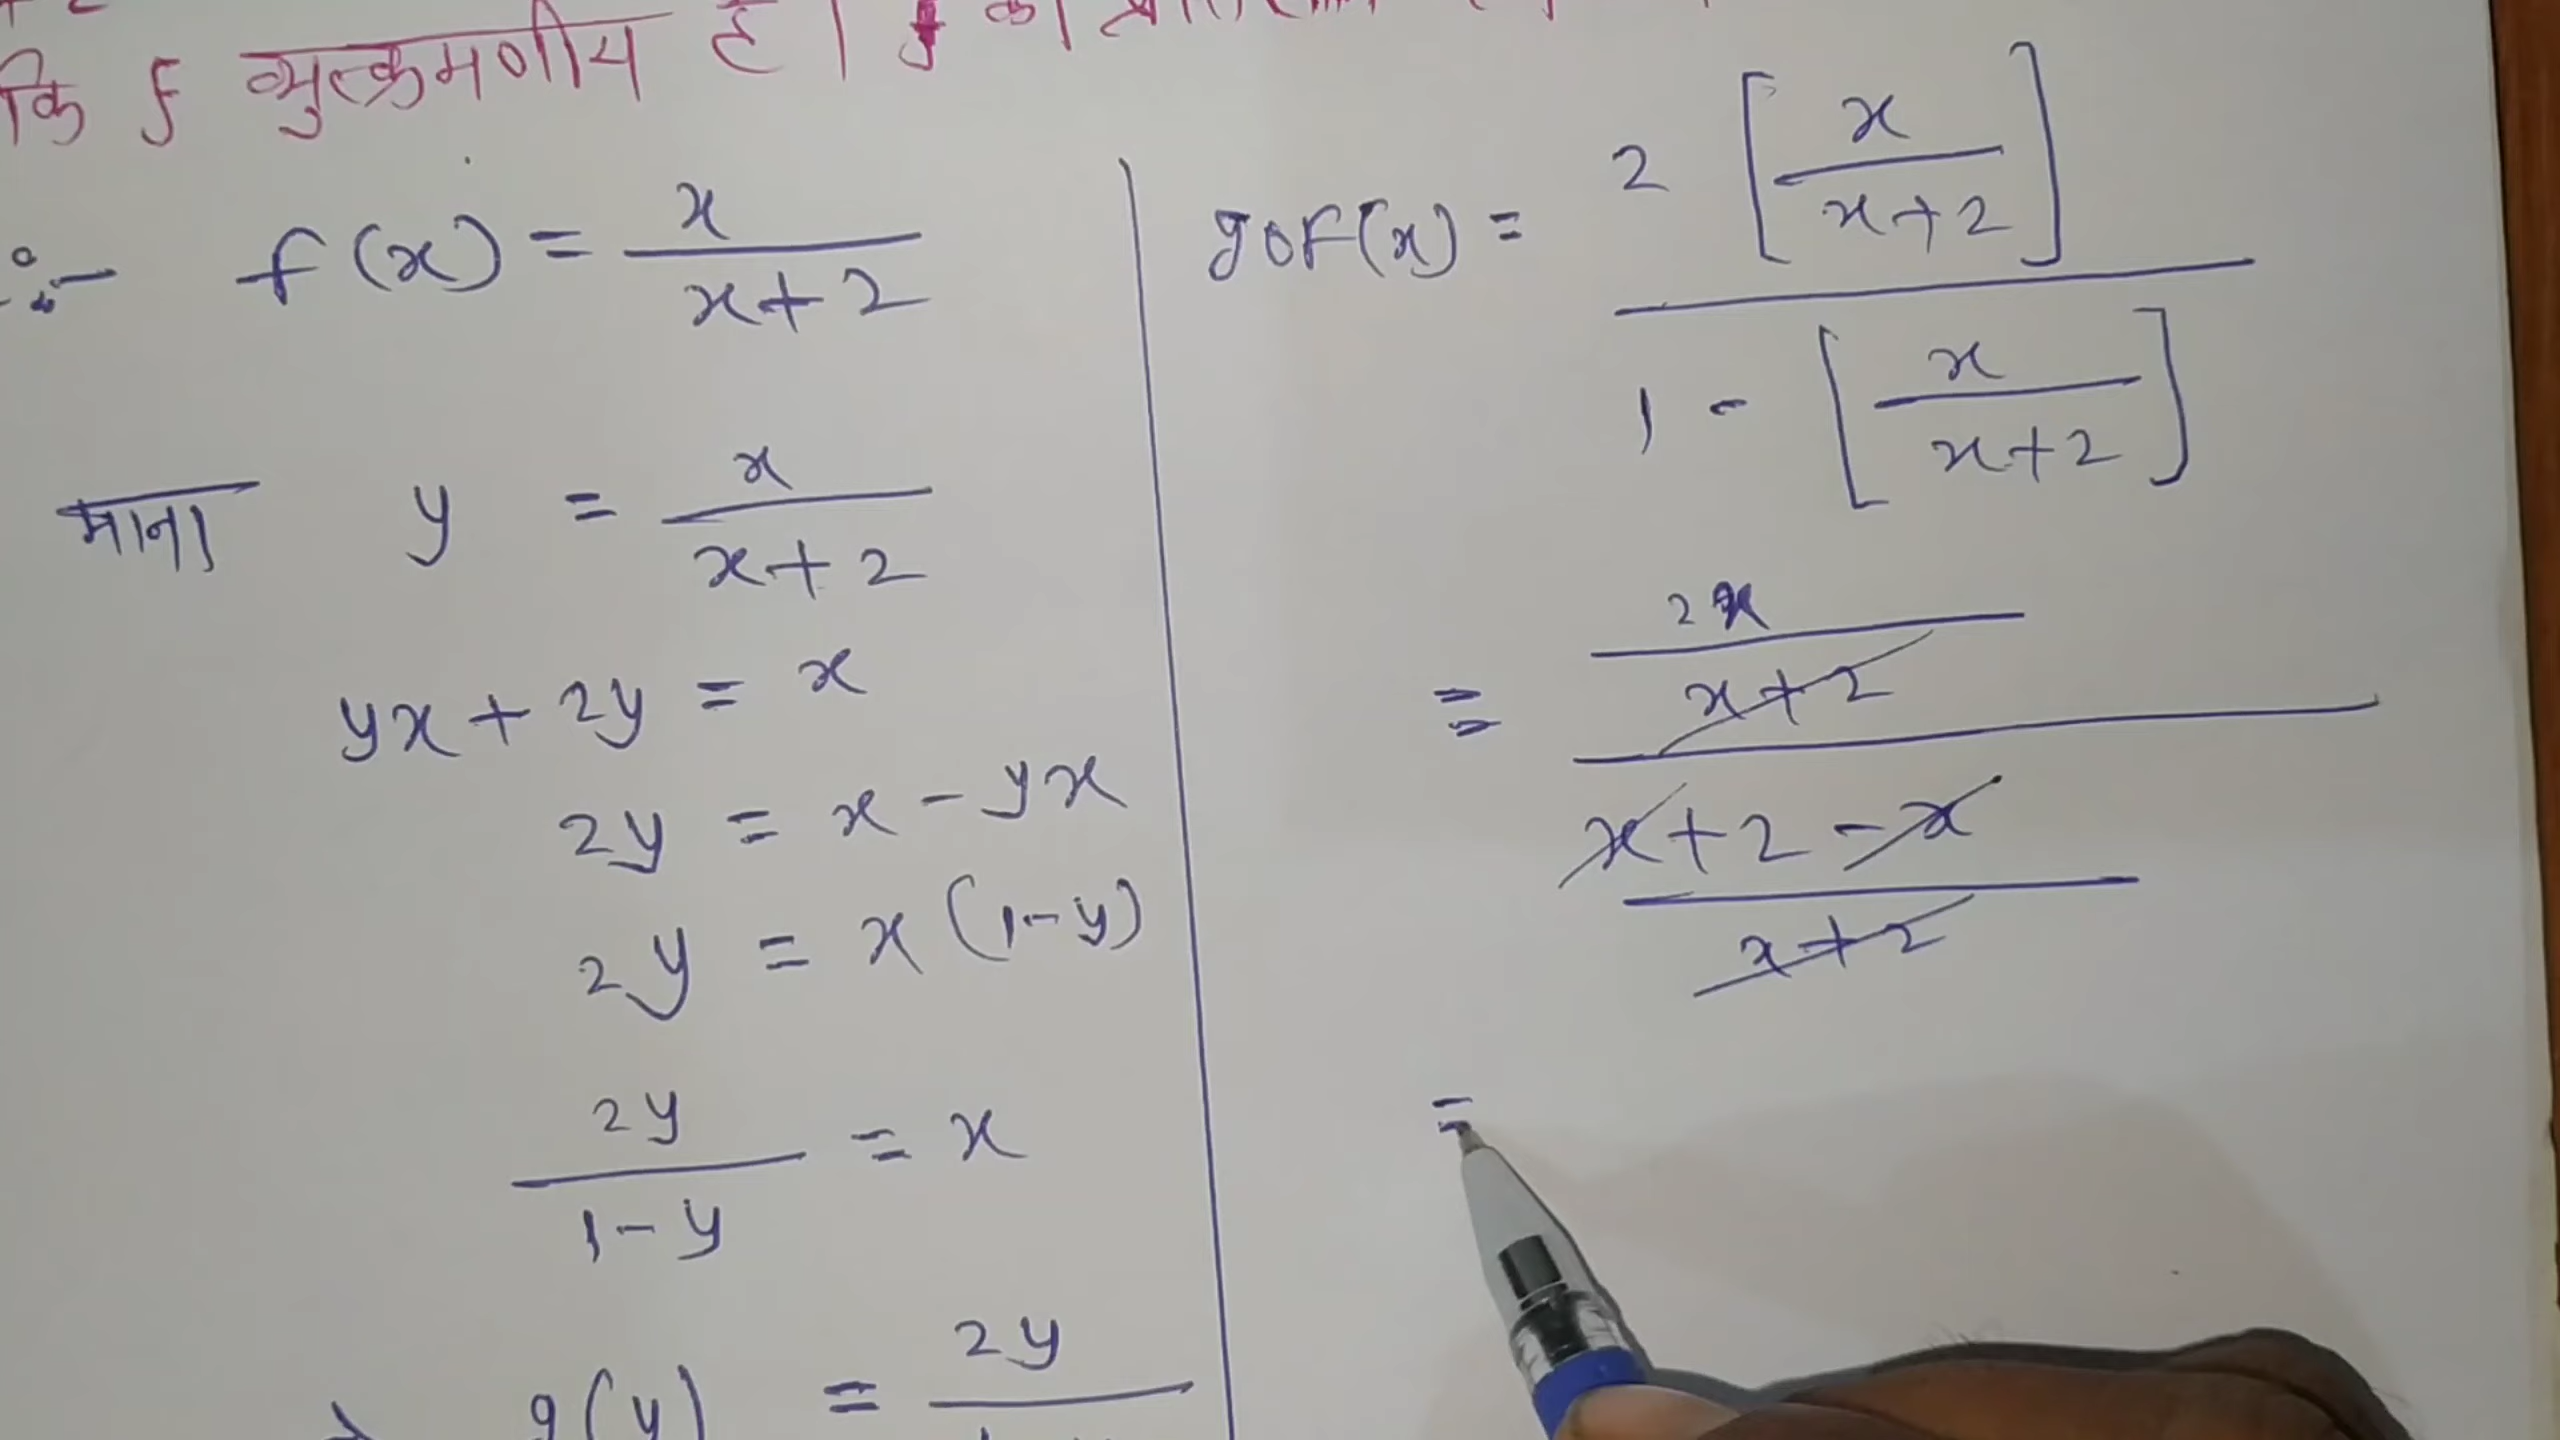 कि f व्युत्क्रमणीय है। f का
:- f(x) = x/(x+2)
माना y = x/(x+2)
yx + 2y = x
2y = x - yx
2y = x(1-y)
2y/(1-y) = x
g(y) = 2y
gof(x) = 2[x/(x+2)] / 1 - [x/(x+2)]
= 2x/(x+2) / (x+2-x)/(x+2)
=